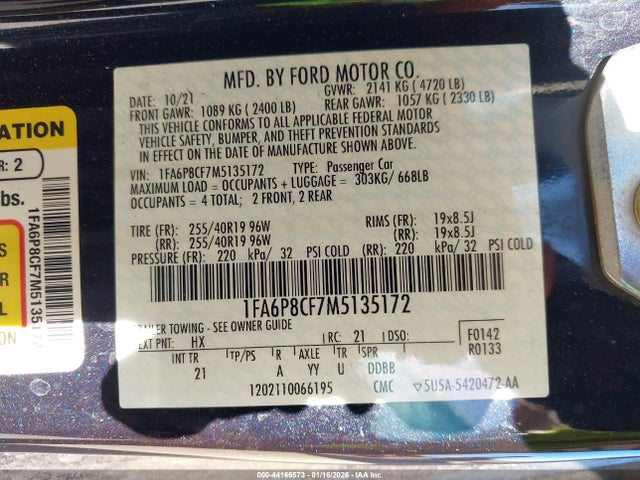 MFD. BY FORD MOTOR CO.
DATE: 10/21 GVWR: 2141 KG ( 4720 LB)
FRONT GAWR: 1089 KG ( 2400 LB) REAR GAWR: 1057 KG ( 2330 LB)
THIS VEHICLE CONFORMS TO ALL APPLICABLE FEDERAL MOTOR
VEHICLE SAFETY, BUMPER, AND THEFT PREVENTION STANDARDS
IN EFFECT ON THE DATE OF MANUFACTURE SHOWN ABOVE.
VIN: 1FA6P8CF7M5135172 TYPE: Passenger Car
MAXIMUM LOAD = OCCUPANTS + LUGGAGE = 303KG/ 668LB
OCCUPANTS = 4 TOTAL; 2 FRONT, 2 REAR
TIRE (FR): 255/40R19 96W RIMS (FR): 19x8.5J
(RR): 255/40R19 96W (RR): 19x8.5J
PRESSURE (FR): 220 kPa/ 32 PSI COLD (RR): 220 kPa/ 32 PSI COLD
1FA6P8CF7M5135172
TRAILER TOWING - SEE OWNER GUIDE
EXT PNT: HX RC: 21 DSO: F0142
R0133
INT TR TP/PS R AXLE TR SPR
21 A YY U DDBB
1202110066195 CMC ▽5U5A-5420472-AA
ATION
R: 2
bs.
S
R
L
1FA6P8CF7M5135172
000-44166573 - 01/16/2026 - IAA Inc.